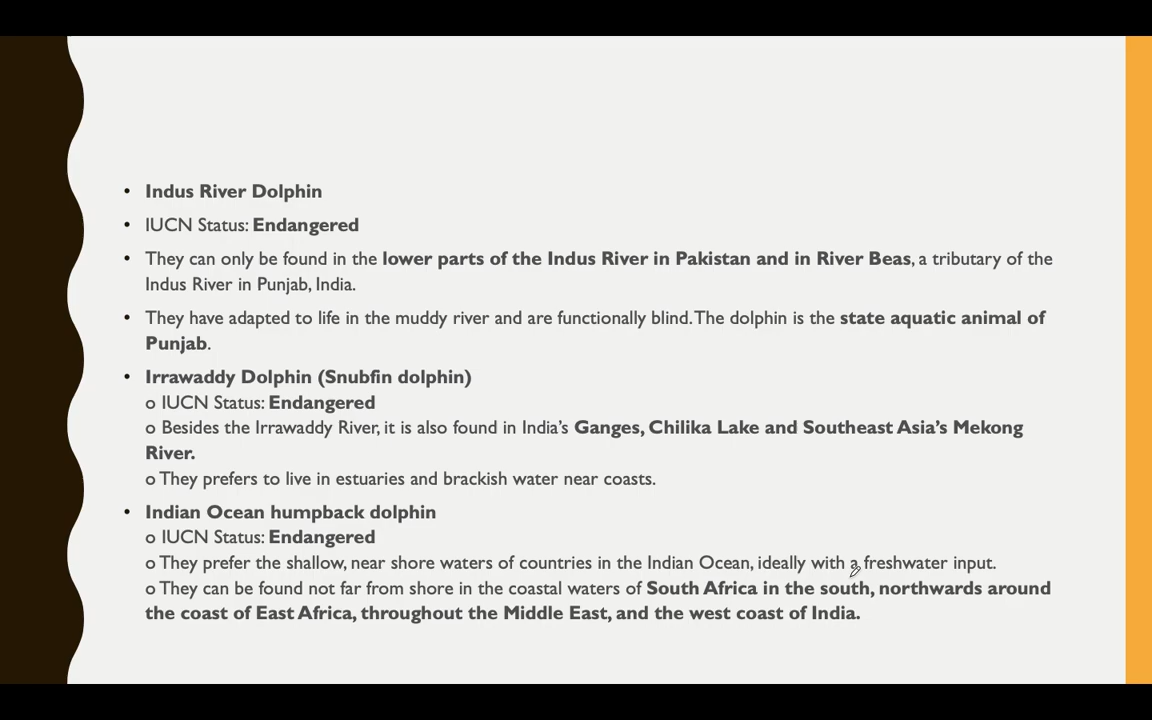 • Indus River Dolphin
• IUCN Status: Endangered
• They can only be found in the lower parts of the Indus River in Pakistan and in River Beas, a tributary of the
Indus River in Punjab, India.
• They have adapted to life in the muddy river and are functionally blind. The dolphin is the state aquatic animal of
Punjab.
• Irrawaddy Dolphin (Snubfin dolphin)
o IUCN Status: Endangered
o Besides the Irrawaddy River, it is also found in India’s Ganges, Chilika Lake and Southeast Asia’s Mekong
River.
o They prefers to live in estuaries and brackish water near coasts.
• Indian Ocean humpback dolphin
o IUCN Status: Endangered
o They prefer the shallow, near shore waters of countries in the Indian Ocean, ideally with a freshwater input.
o They can be found not far from shore in the coastal waters of South Africa in the south, northwards around
the coast of East Africa, throughout the Middle East, and the west coast of India.